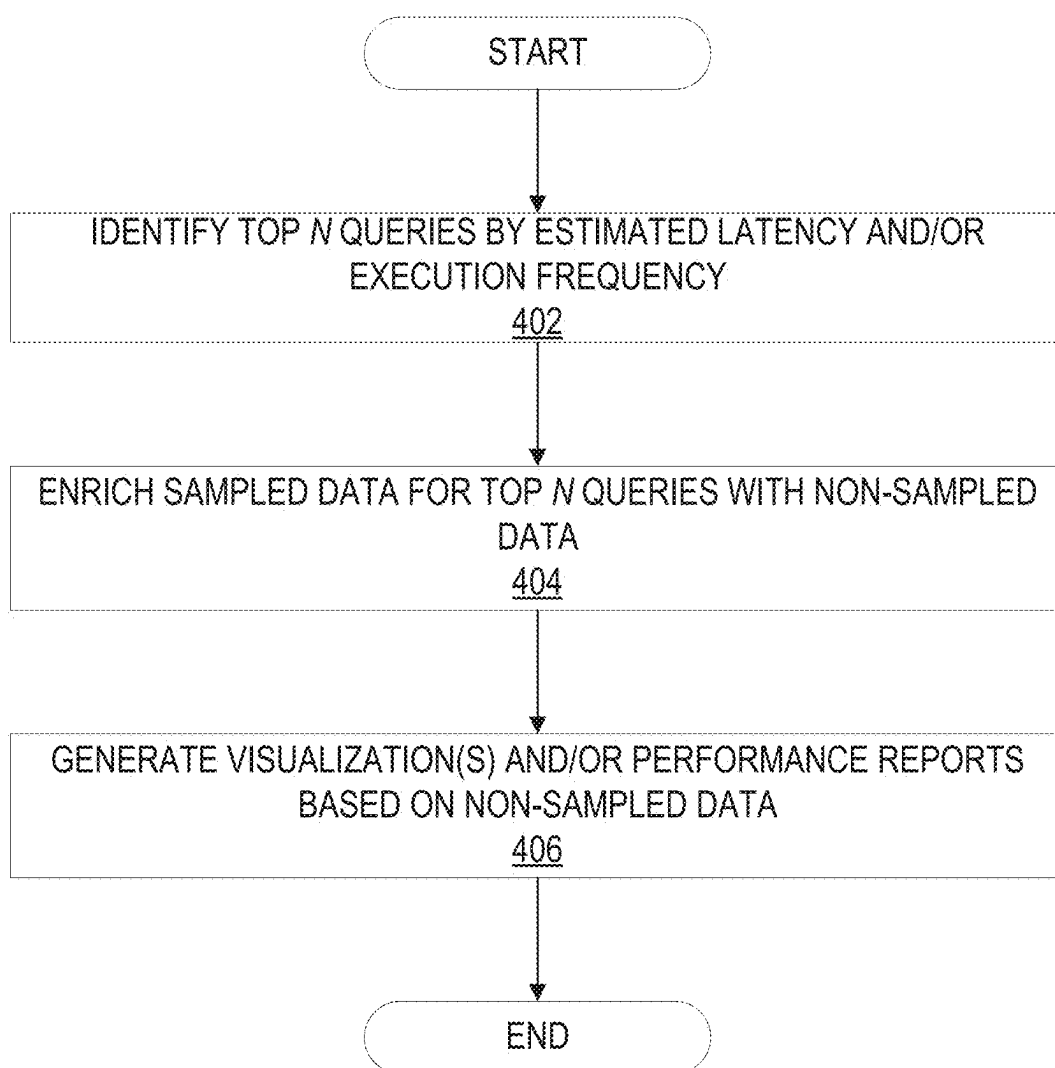 START
IDENTIFY TOP N QUERIES BY ESTIMATED LATENCY AND/OR
EXECUTION FREQUENCY
402
ENRICH SAMPLED DATA FOR TOP N QUERIES WITH NON-SAMPLED
DATA
404
GENERATE VISUALIZATION(S) AND/OR PERFORMANCE REPORTS
BASED ON NON-SAMPLED DATA
406
END